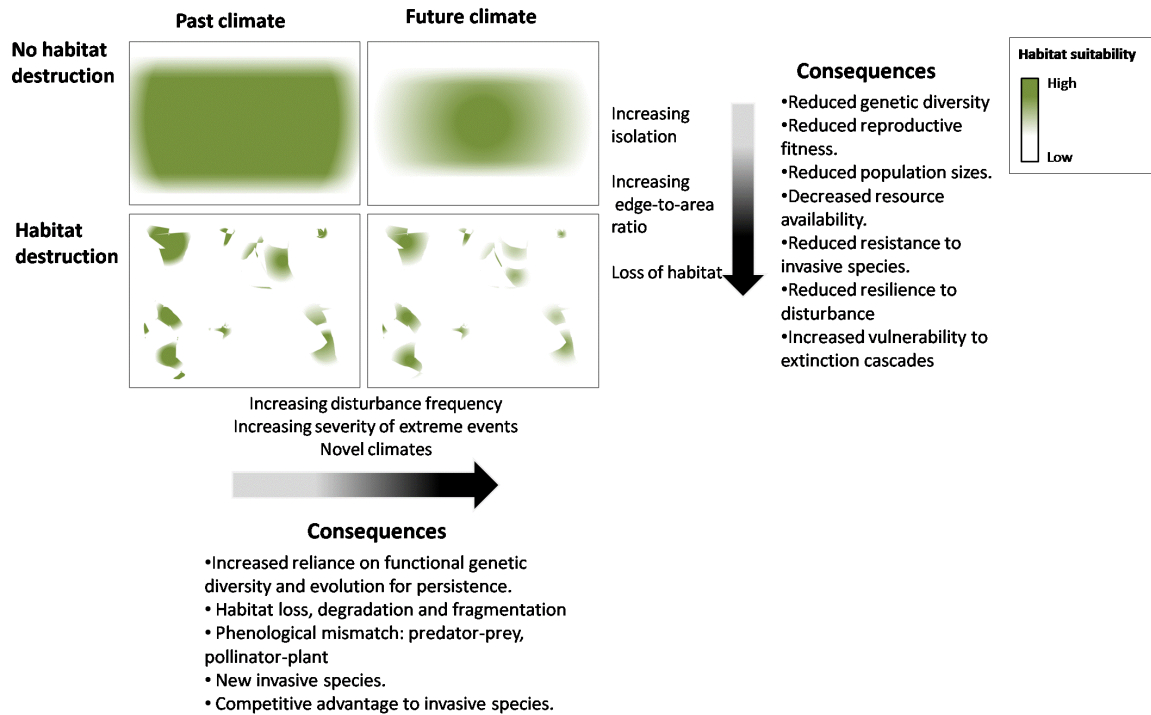 Past climate
Future climate
No habitat
destruction
Habitat
destruction
Increasing
isolation
Increasing
edge-to-area
ratio
Loss of habitat
Consequences
•Reduced genetic diversity
•Reduced reproductive
fitness.
•Reduced population sizes.
•Decreased resource
availability.
•Reduced resistance to
invasive species.
•Reduced resilience to
disturbance
•Increased vulnerability to
extinction cascades
Habitat suitability
High
Low
Increasing disturbance frequency
Increasing severity of extreme events
Novel climates
Consequences
•Increased reliance on functional genetic
diversity and evolution for persistence.
• Habitat loss, degradation and fragmentation
• Phenological mismatch: predator-prey,
pollinator-plant
• New invasive species.
• Competitive advantage to invasive species.